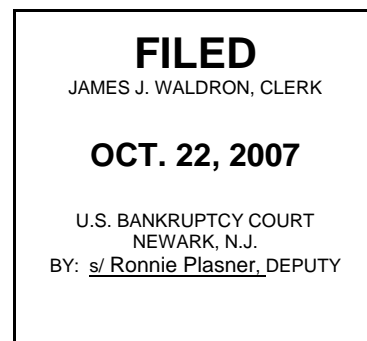 FILED
JAMES J. WALDRON, CLERK
OCT. 22, 2007
U.S. BANKRUPTCY COURT
NEWARK, N.J.
BY: s/ Ronnie Plasner, DEPUTY